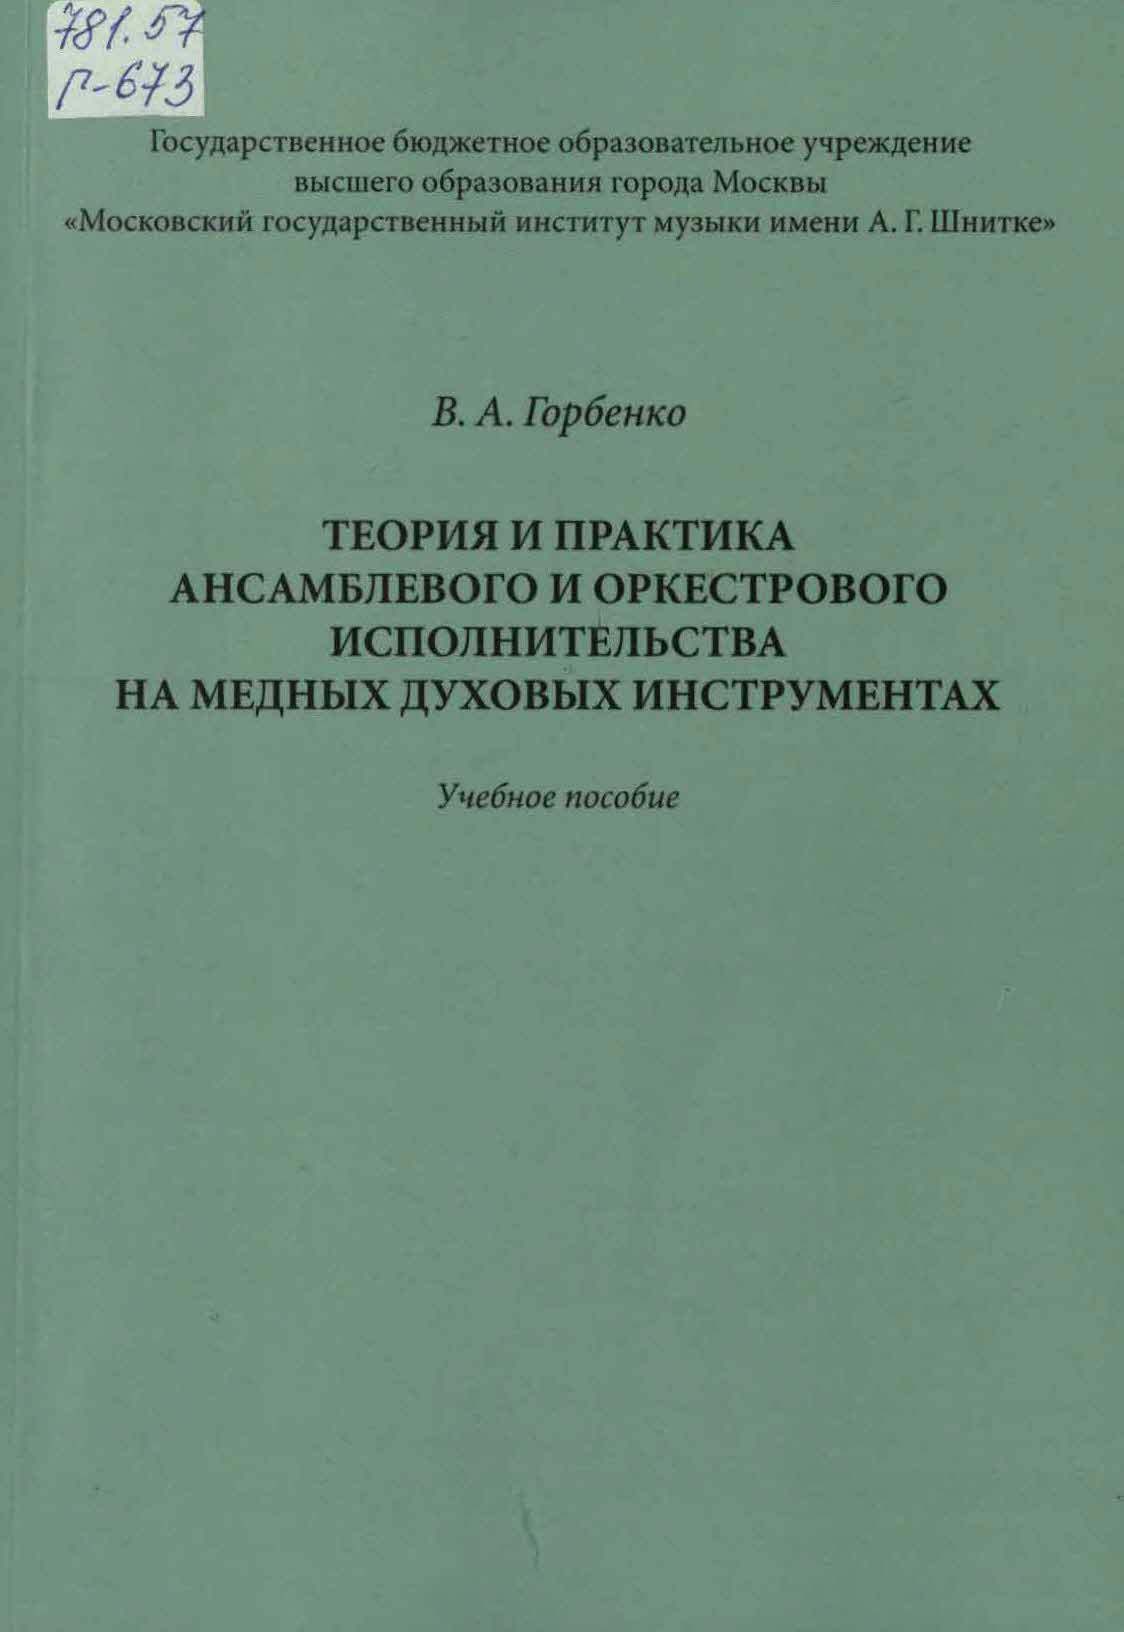 781.57
Г-673
Государственное бюджетное образовательное учреждение
высшего образования города Москвы
«Московский государственный институт музыки имени А. Г. Шнитке»
В. А. Горбенко
ТЕОРИЯ И ПРАКТИКА
АНСАМБЛЕВОГО И ОРКЕСТРОВОГО
ИСПОЛНИТЕЛЬСТВА
НА МЕДНЫХ ДУХОВЫХ ИНСТРУМЕНТАХ
Учебное пособие